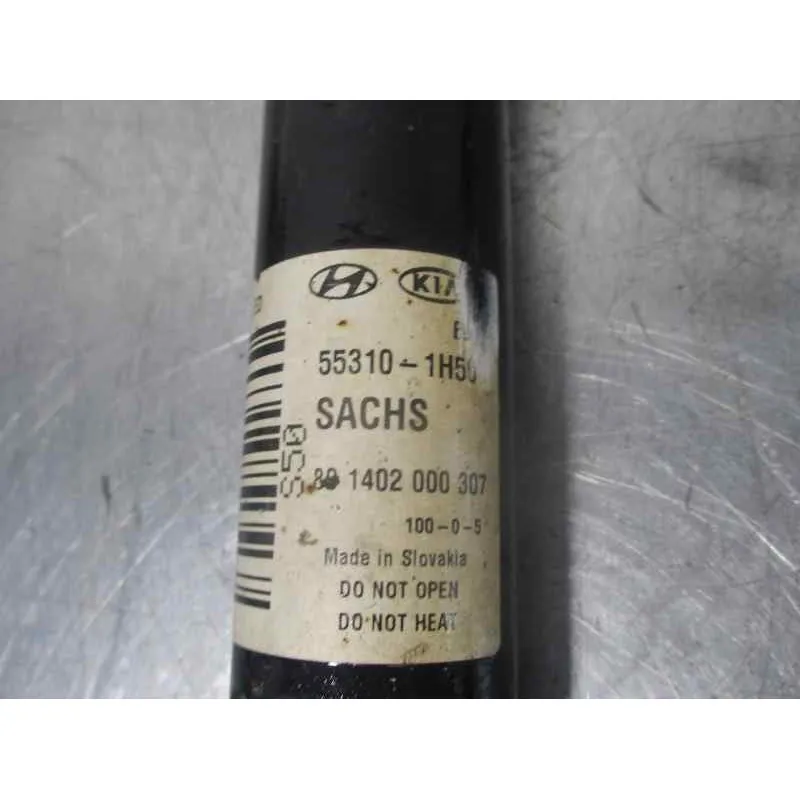 KIA
55310-1H50
SACHS
1402 000 307
100-0-5
Made in Slovakia
DO NOT OPEN
DO NOT HEAT
S50